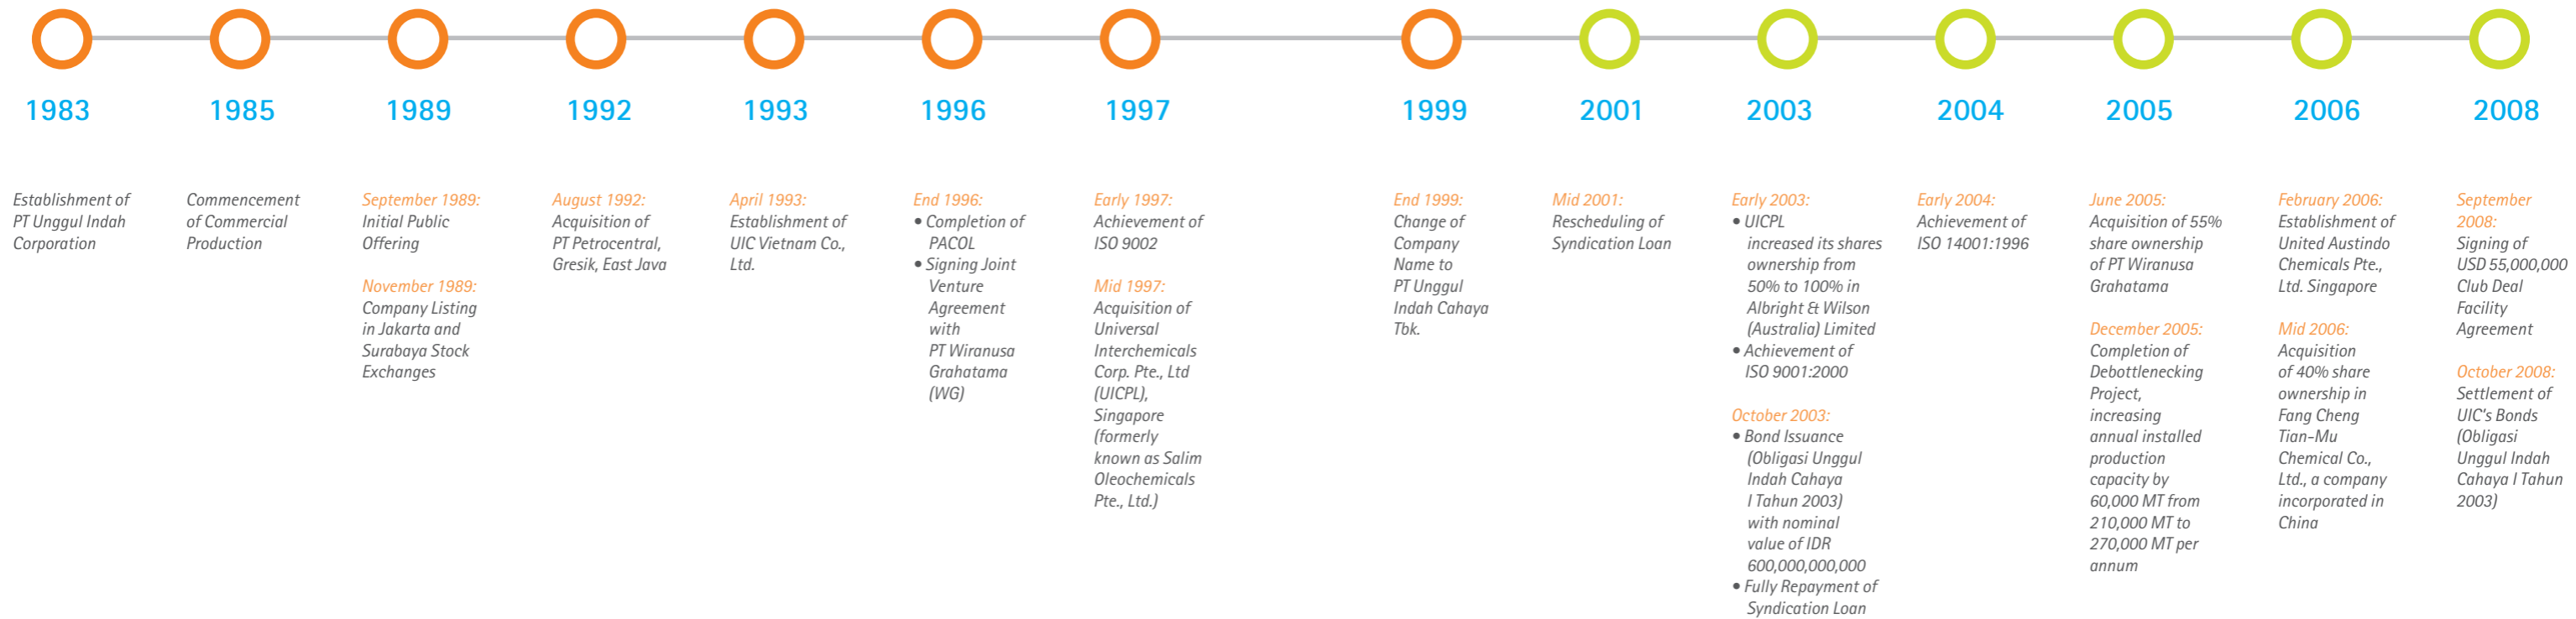 1983
Establishment of
PT Unggul Indah
Corporation
1985
Commencement
of Commercial
Production
1989
September 1989:
Initial Public
Offering
November 1989:
Company Listing
in Jakarta and
Surabaya Stock
Exchanges
1992
August 1992:
Acquisition of
PT Petrocentral,
Gresik, East Java
1993
April 1993:
Establishment of
UIC Vietnam Co.,
Ltd.
1996
End 1996:
• Completion of
PACOL
• Signing Joint
Venture
Agreement
with
PT Wiranusa
Grahatama
(WG)
1997
Early 1997:
Achievement of
ISO 9002
Mid 1997:
Acquisition of
Universal
Interchemicals
Corp. Pte., Ltd
(UICPL),
Singapore
(formerly
known as Salim
Oleochemicals
Pte., Ltd.)
1999
End 1999:
Change of
Company
Name to
PT Unggul
Indah Cahaya
Tbk.
2001
Mid 2001:
Rescheduling of
Syndication Loan
2003
Early 2003:
• UICPL
increased its shares
ownership from
50% to 100% in
Albright & Wilson
(Australia) Limited
• Achievement of
ISO 9001:2000
October 2003:
• Bond Issuance
(Obligasi Unggul
Indah Cahaya
I Tahun 2003)
with nominal
value of IDR
600,000,000,000
• Fully Repayment of
Syndication Loan
2004
Early 2004:
Achievement of
ISO 14001:1996
2005
June 2005:
Acquisition of 55%
share ownership
of PT Wiranusa
Grahatama
December 2005:
Completion of
Debottlenecking
Project,
increasing
annual installed
production
capacity by
60,000 MT from
210,000 MT to
270,000 MT per
annum
2006
February 2006:
Establishment of
United Austindo
Chemicals Pte.,
Ltd. Singapore
Mid 2006:
Acquisition
of 40% share
ownership in
Fang Cheng
Tian-Mu
Chemical Co.,
Ltd., a company
incorporated in
China
2008
September
2008:
Signing of
USD 55,000,000
Club Deal
Facility
Agreement
October 2008:
Settlement of
UIC's Bonds
(Obligasi
Unggul Indah
Cahaya I Tahun
2003)